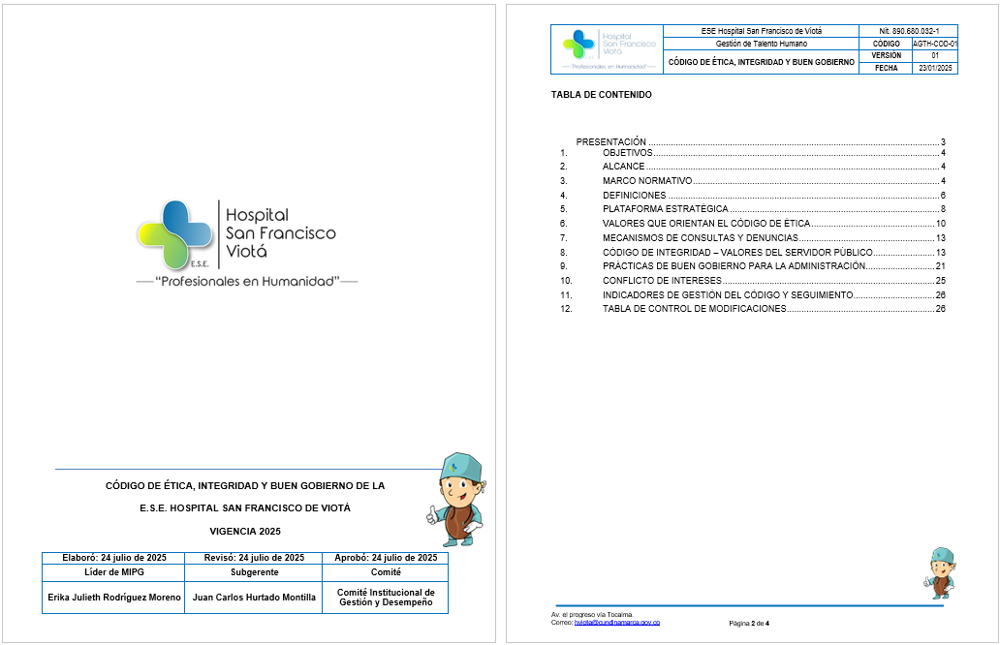 Hospital
San Francisco
Viotá
E.S.E.
"Profesionales en Humanidad"
CÓDIGO DE ÉTICA, INTEGRIDAD Y BUEN GOBIERNO DE LA
E.S.E. HOSPITAL SAN FRANCISCO DE VIOTÁ
VIGENCIA 2025
Elaboró: 24 julio de 2025 Revisó: 24 julio de 2025 Aprobó: 24 julio de 2025
Líder de MIPG Subgerente Comité
Erika Julieth Rodríguez Moreno Juan Carlos Hurtado Montilla Comité Institucional de
Gestión y Desempeño
Hospital
San Francisco
Viotá
"Profesionales en Humanidad"
ESE Hospital San Francisco de Viotá Nit. 890.680.032-1
Gestión de Talento Humano CÓDIGO AGTH-COD-01
CÓDIGO DE ÉTICA, INTEGRIDAD Y BUEN GOBIERNO VERSIÓN 01
FECHA 23/01/2025
TABLA DE CONTENIDO
PRESENTACIÓN 3
1. OBJETIVOS 4
2. ALCANCE 4
3. MARCO NORMATIVO 4
4. DEFINICIONES 6
5. PLATAFORMA ESTRATÉGICA 8
6. VALORES QUE ORIENTAN EL CÓDIGO DE ÉTICA 10
7. MECANISMOS DE CONSULTAS Y DENUNCIAS 13
8. CÓDIGO DE INTEGRIDAD – VALORES DEL SERVIDOR PÚBLICO 13
9. PRÁCTICAS DE BUEN GOBIERNO PARA LA ADMINISTRACIÓN 21
10. CONFLICTO DE INTERESES 25
11. INDICADORES DE GESTIÓN DEL CÓDIGO Y SEGUIMIENTO 26
12. TABLA DE CONTROL DE MODIFICACIONES 26
Av. el progreso vía Tocaima.
Correo: hviota@cundinamarca.gov.co
Página 2 de 4